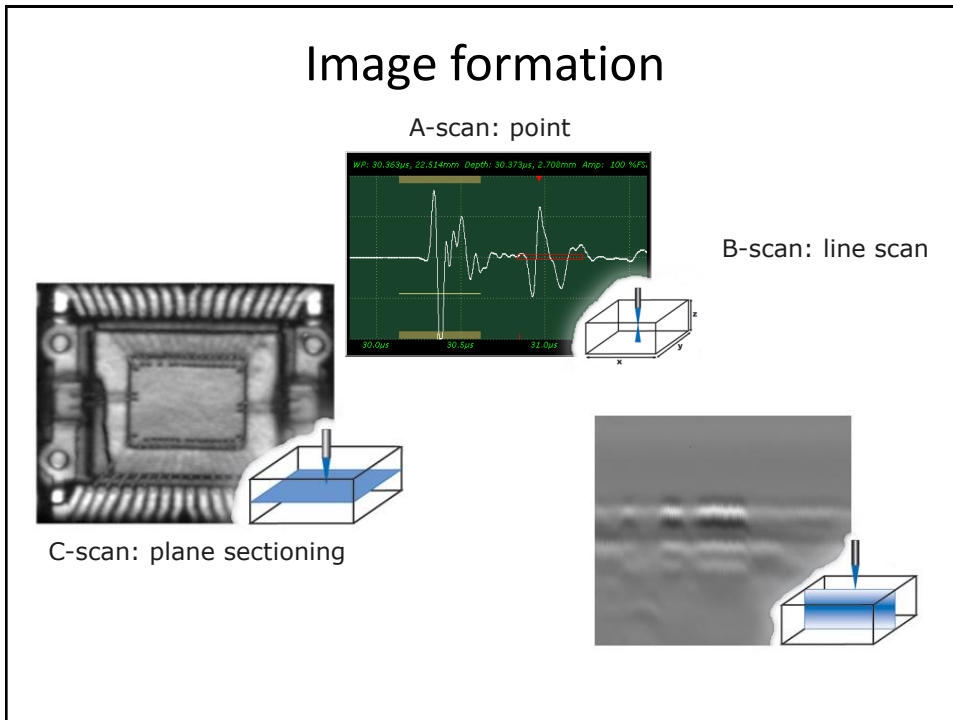 Image formation
A-scan: point
WP: 30.363µs, 22.514mm Depth: 30.373µs, 2.708mm Amp: 100 %FS.
30.0µs 30.5µs 31.0µs
z
y
x
B-scan: line scan
C-scan: plane sectioning